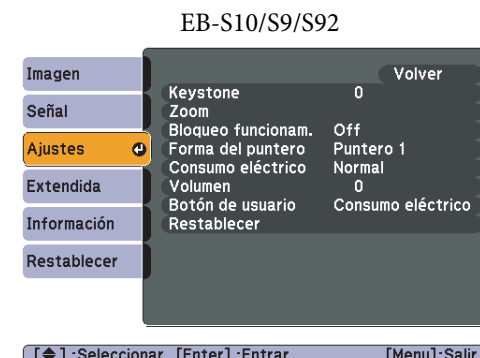 EB-S10/S9/S92
Imagen
Señal
Ajustes
Extendida
Información
Restablecer
Volver
Keystone 0
Zoom
Bloqueo funcionam. Off
Forma del puntero Puntero 1
Consumo eléctrico Normal
Volumen 0
Botón de usuario Consumo eléctrico
Restablecer
[] :Seleccionar [Enter] :Entrar [Menu]:Salir